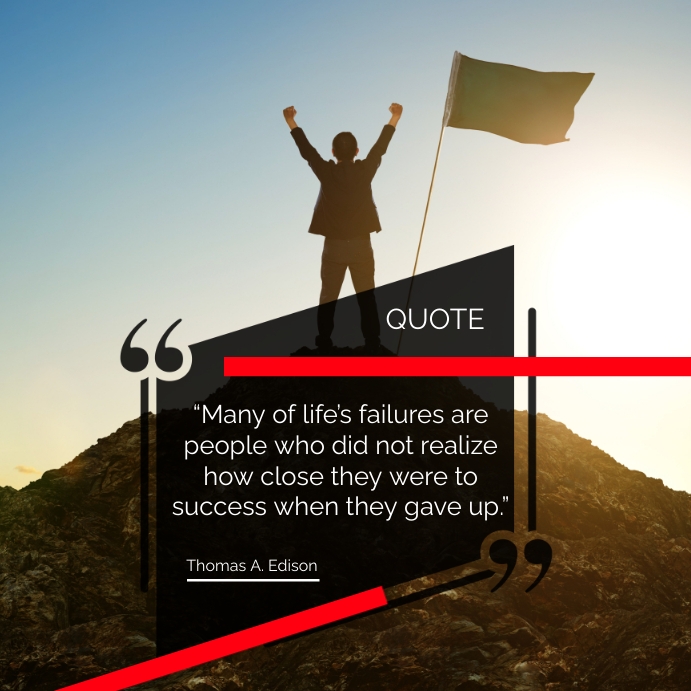 QUOTE
“Many of life’s failures are
people who did not realize
how close they were to
success when they gave up.”
Thomas A. Edison